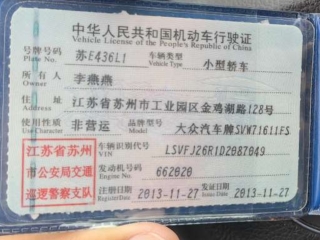 中华人民共和国机动车行驶证
Vehicle License of the People's Republic of China
号牌号码 苏E436L1 车辆类型 小型轿车
Plate No. Vehicle Type
所有人 李燕燕
Owner
住址 江苏省苏州市工业园区金鸡湖路128号
Address
使用性质 非营运 品牌型号 大众汽车牌SVW71611FS
Use Character Model
江苏省苏州 车辆识别代号 LSVFJ26R1D2087049
VIN
市公安局交通 发动机号码 662020
Engine No.
巡逻警察支队 注册日期 2013-11-27 发证日期 2013-11-27
Register Date Issue Date